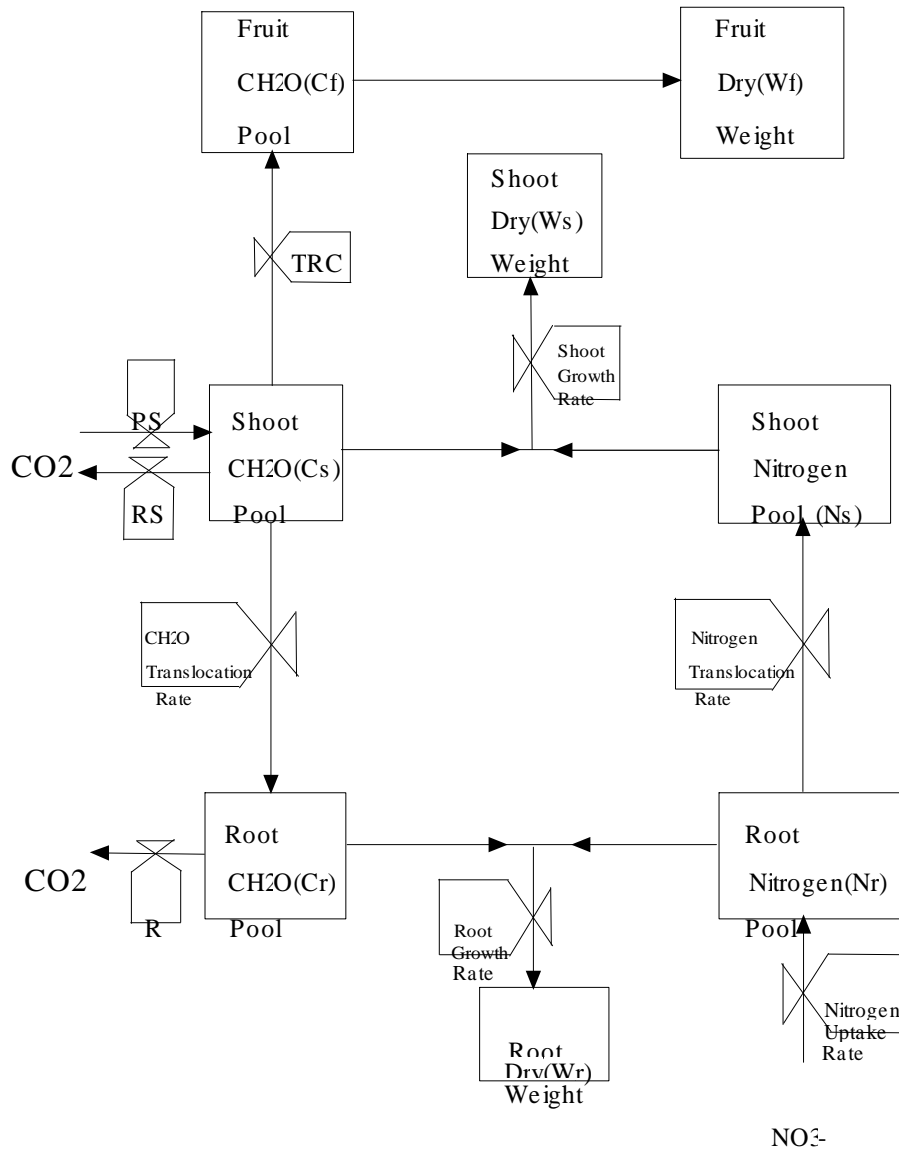 Fruit
CH2O(Cf)
Pool
Fruit
Dry(Wf)
Weight
Shoot
Dry(Ws)
Weight
TRC
Shoot
Growth
Rate
PS
CO2
RS
Shoot
CH2O(Cs)
Pool
Shoot
Nitrogen
Pool (Ns)
CH2O
Translocation
Rate
Nitrogen
Translocation
Rate
CO2
R
Root
CH2O(Cr)
Pool
Root
Growth
Rate
Root
Nitrogen(Nr)
Pool
Root
Dry(Wr)
Weight
Nitrogen
Uptake
Rate
NO3-